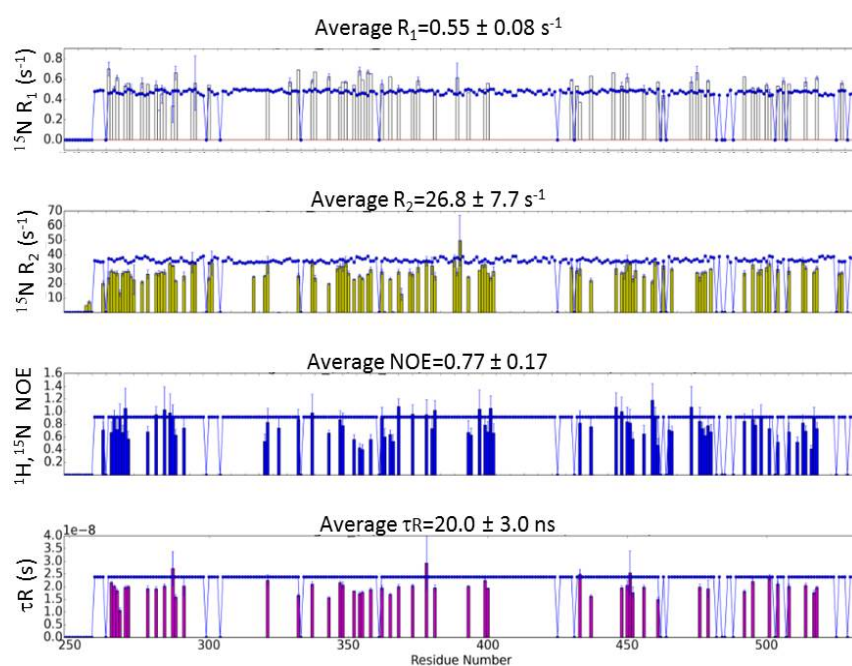 Average R1=0.55 ± 0.08 s-1
15N R1 (s-1)
0.8
0.6
0.4
0.2
0.0
Average R2=26.8 ± 7.7 s-1
15N R2 (s-1)
70
60
50
40
30
20
10
Average NOE=0.77 ± 0.17
1H,15N NOE
1.6
1.4
1.2
1.0
0.8
0.6
0.4
0.2
Average τR=20.0 ± 3.0 ns
1e-8
τR (s)
4.0
3.5
3.0
2.5
2.0
1.5
1.0
0.5
0.0
250 300 350 400 450 500
Residue Number